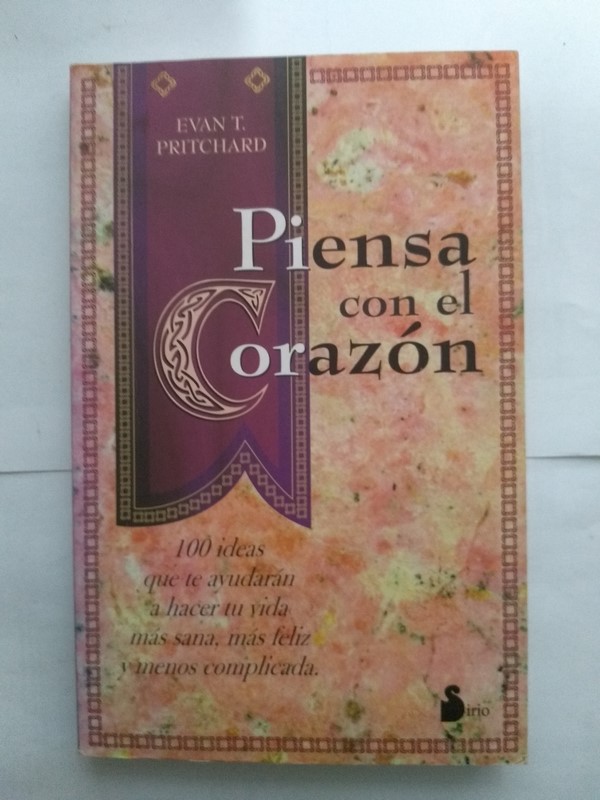 EVAN T.
PRITCHARD
Piensa
con el
Corazón
100 ideas
que te ayudarán
a hacer tu vida
más sana, más feliz
y menos complicada.
Sirio